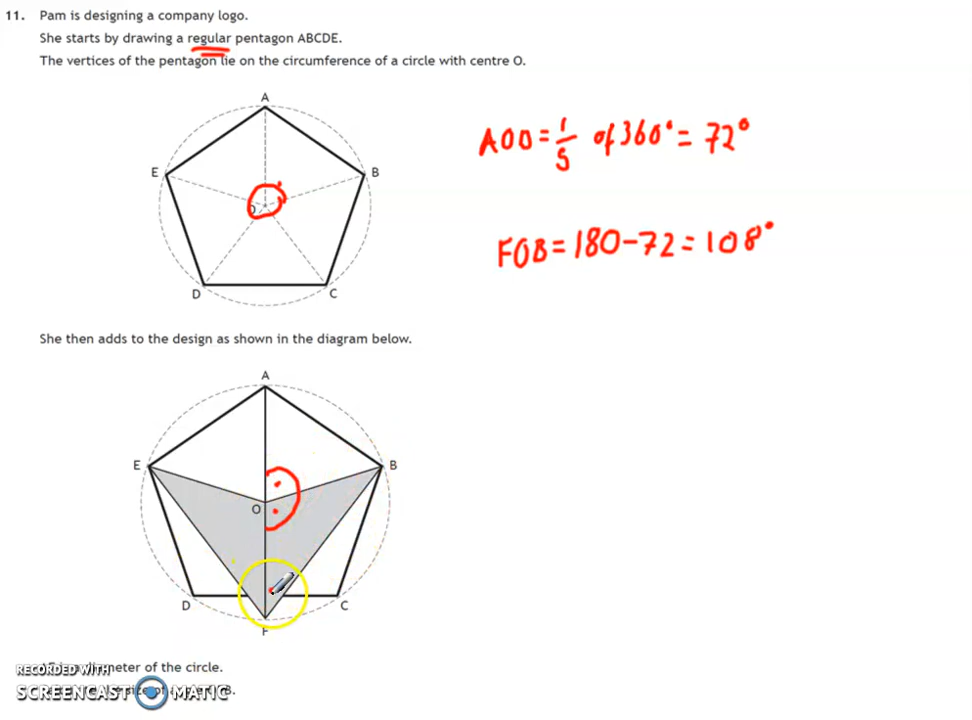 11. Pam is designing a company logo.
She starts by drawing a regular pentagon ABCDE.
The vertices of the pentagon lie on the circumference of a circle with centre O.
A
E
B
D
C
AOB = 1/5 of 360° = 72°
FOB = 180 - 72 = 108°
She then adds to the design as shown in the diagram below.
A
E
B
O
D
C
F
meter of the circle.
RECORDED WITH
SCREENCAST MATIC